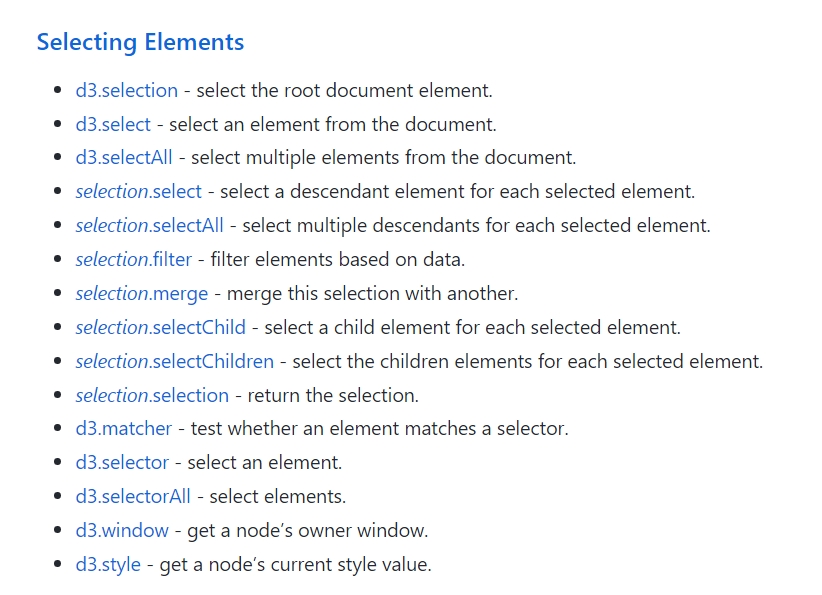 Selecting Elements
d3.selection - select the root document element.
d3.select - select an element from the document.
d3.selectAll - select multiple elements from the document.
selection.select - select a descendant element for each selected element.
selection.selectAll - select multiple descendants for each selected element.
selection.filter - filter elements based on data.
selection.merge - merge this selection with another.
selection.selectChild - select a child element for each selected element.
selection.selectChildren - select the children elements for each selected element.
selection.selection - return the selection.
d3.matcher - test whether an element matches a selector.
d3.selector - select an element.
d3.selectorAll - select elements.
d3.window - get a node’s owner window.
d3.style - get a node’s current style value.